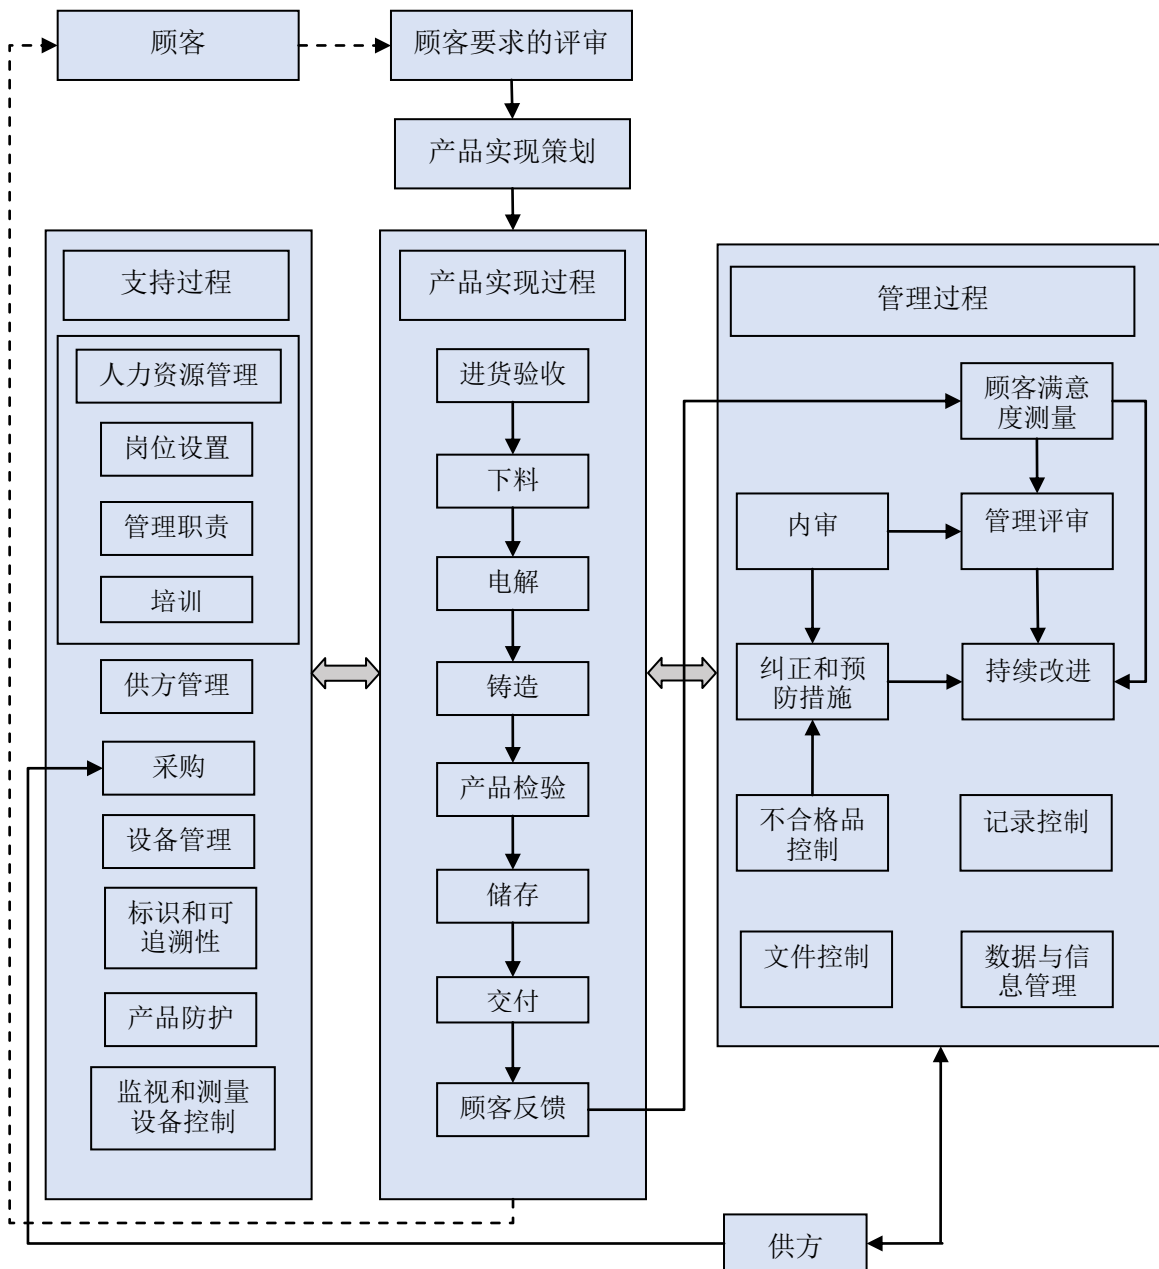 顾客
顾客要求的评审
产品实现策划
支持过程
人力资源管理
岗位设置
管理职责
培训
供方管理
采购
设备管理
标识和可
追溯性
产品防护
监视和测量
设备控制
产品实现过程
进货验收
下料
电解
铸造
产品检验
储存
交付
顾客反馈
管理过程
顾客满意
度测量
内审
管理评审
纠正和预
防措施
持续改进
不合格品
控制
记录控制
文件控制
数据与信
息管理
供方